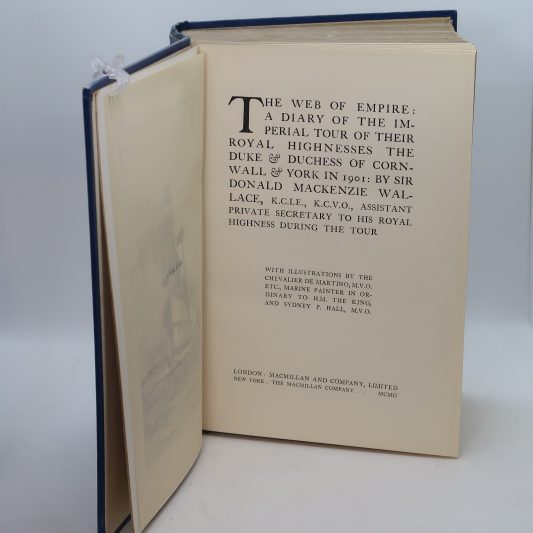 THE WEB OF EMPIRE:
A DIARY OF THE IM-
PERIAL TOUR OF THEIR
ROYAL HIGHNESSES THE
DUKE & DUCHESS OF CORN-
WALL & YORK IN 1901: BY SIR
DONALD MACKENZIE WAL-
LACE, K.C.I.E., K.C.V.O., ASSISTANT
PRIVATE SECRETARY TO HIS ROYAL
HIGHNESS DURING THE TOUR
WITH ILLUSTRATIONS BY THE
CHEVALIER DE MARTINO, M.V.O.
ETC., MARINE PAINTER IN OR-
DINARY TO H.M. THE KING,
AND SYDNEY P. HALL, M.V.O.
LONDON: MACMILLAN AND COMPANY, LIMITED
NEW YORK: THE MACMILLAN COMPANY . . MCMII